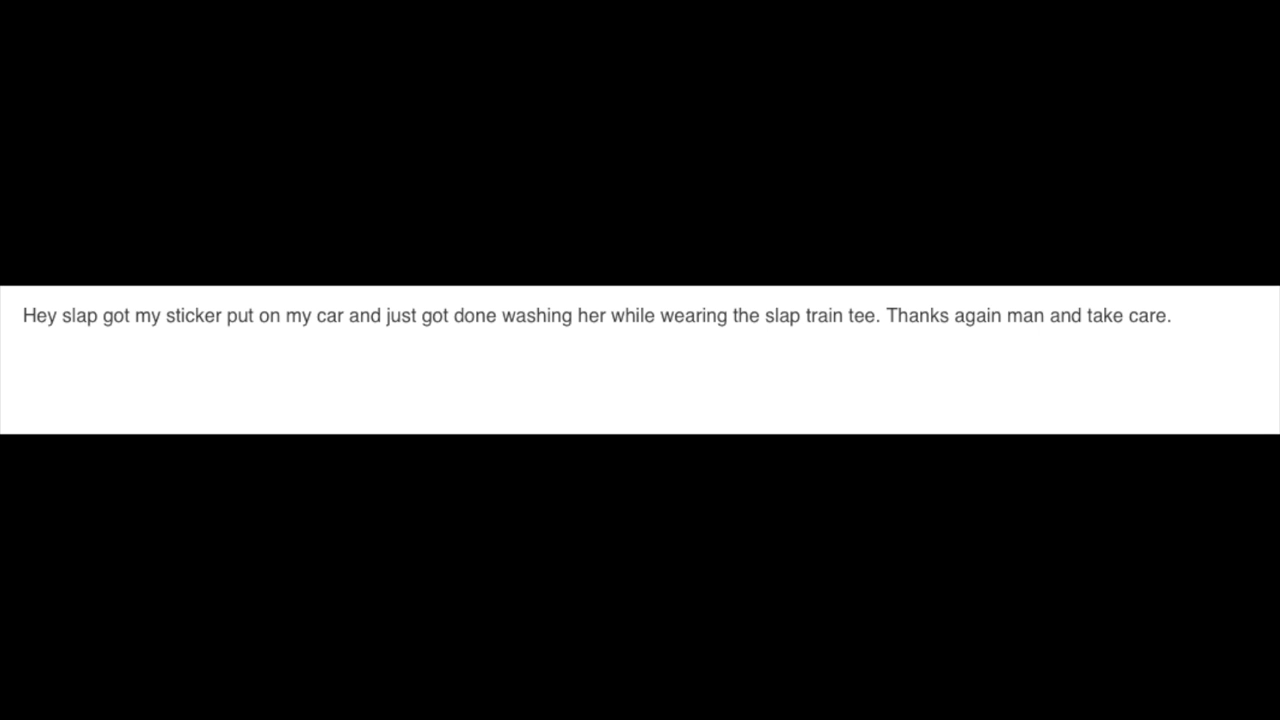 Hey slap got my sticker put on my car and just got done washing her while wearing the slap train tee. Thanks again man and take care.